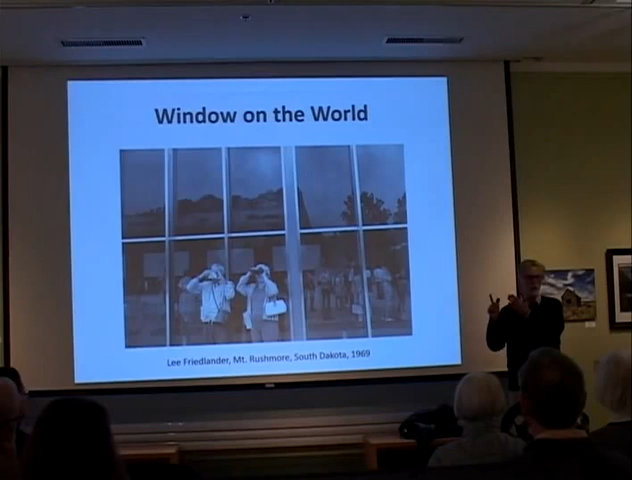 Window on the World
Lee Friedlander, Mt. Rushmore, South Dakota, 1969